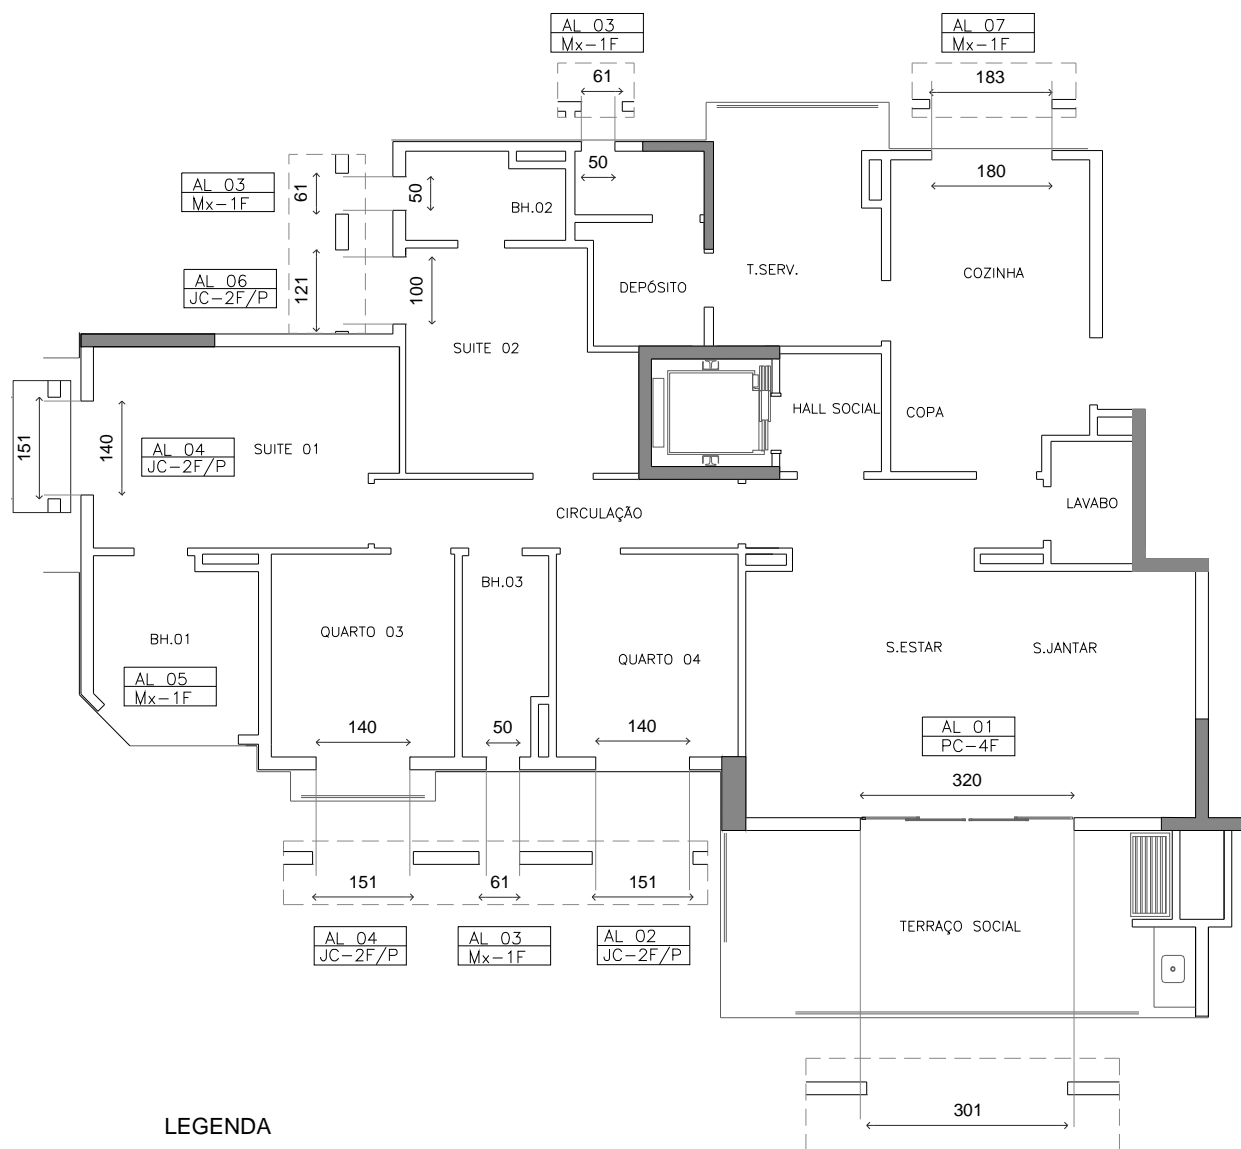 AL 03
Mx-1F
AL 07
Mx-1F
61
183
50
180
AL 03
Mx-1F
61
50
BH.02
AL 06
JC-2F/P
121
100
DEPÓSITO
T.SERV.
COZINHA
SUITE 02
HALL SOCIAL
COPA
151
140
AL 04
JC-2F/P
SUITE 01
CIRCULAÇÃO
LAVABO
BH.03
BH.01
QUARTO 03
QUARTO 04
S.ESTAR
S.JANTAR
AL 05
Mx-1F
140
50
140
AL 01
PC-4F
320
151
61
151
AL 04
JC-2F/P
AL 03
Mx-1F
AL 02
JC-2F/P
TERRAÇO SOCIAL
301
LEGENDA